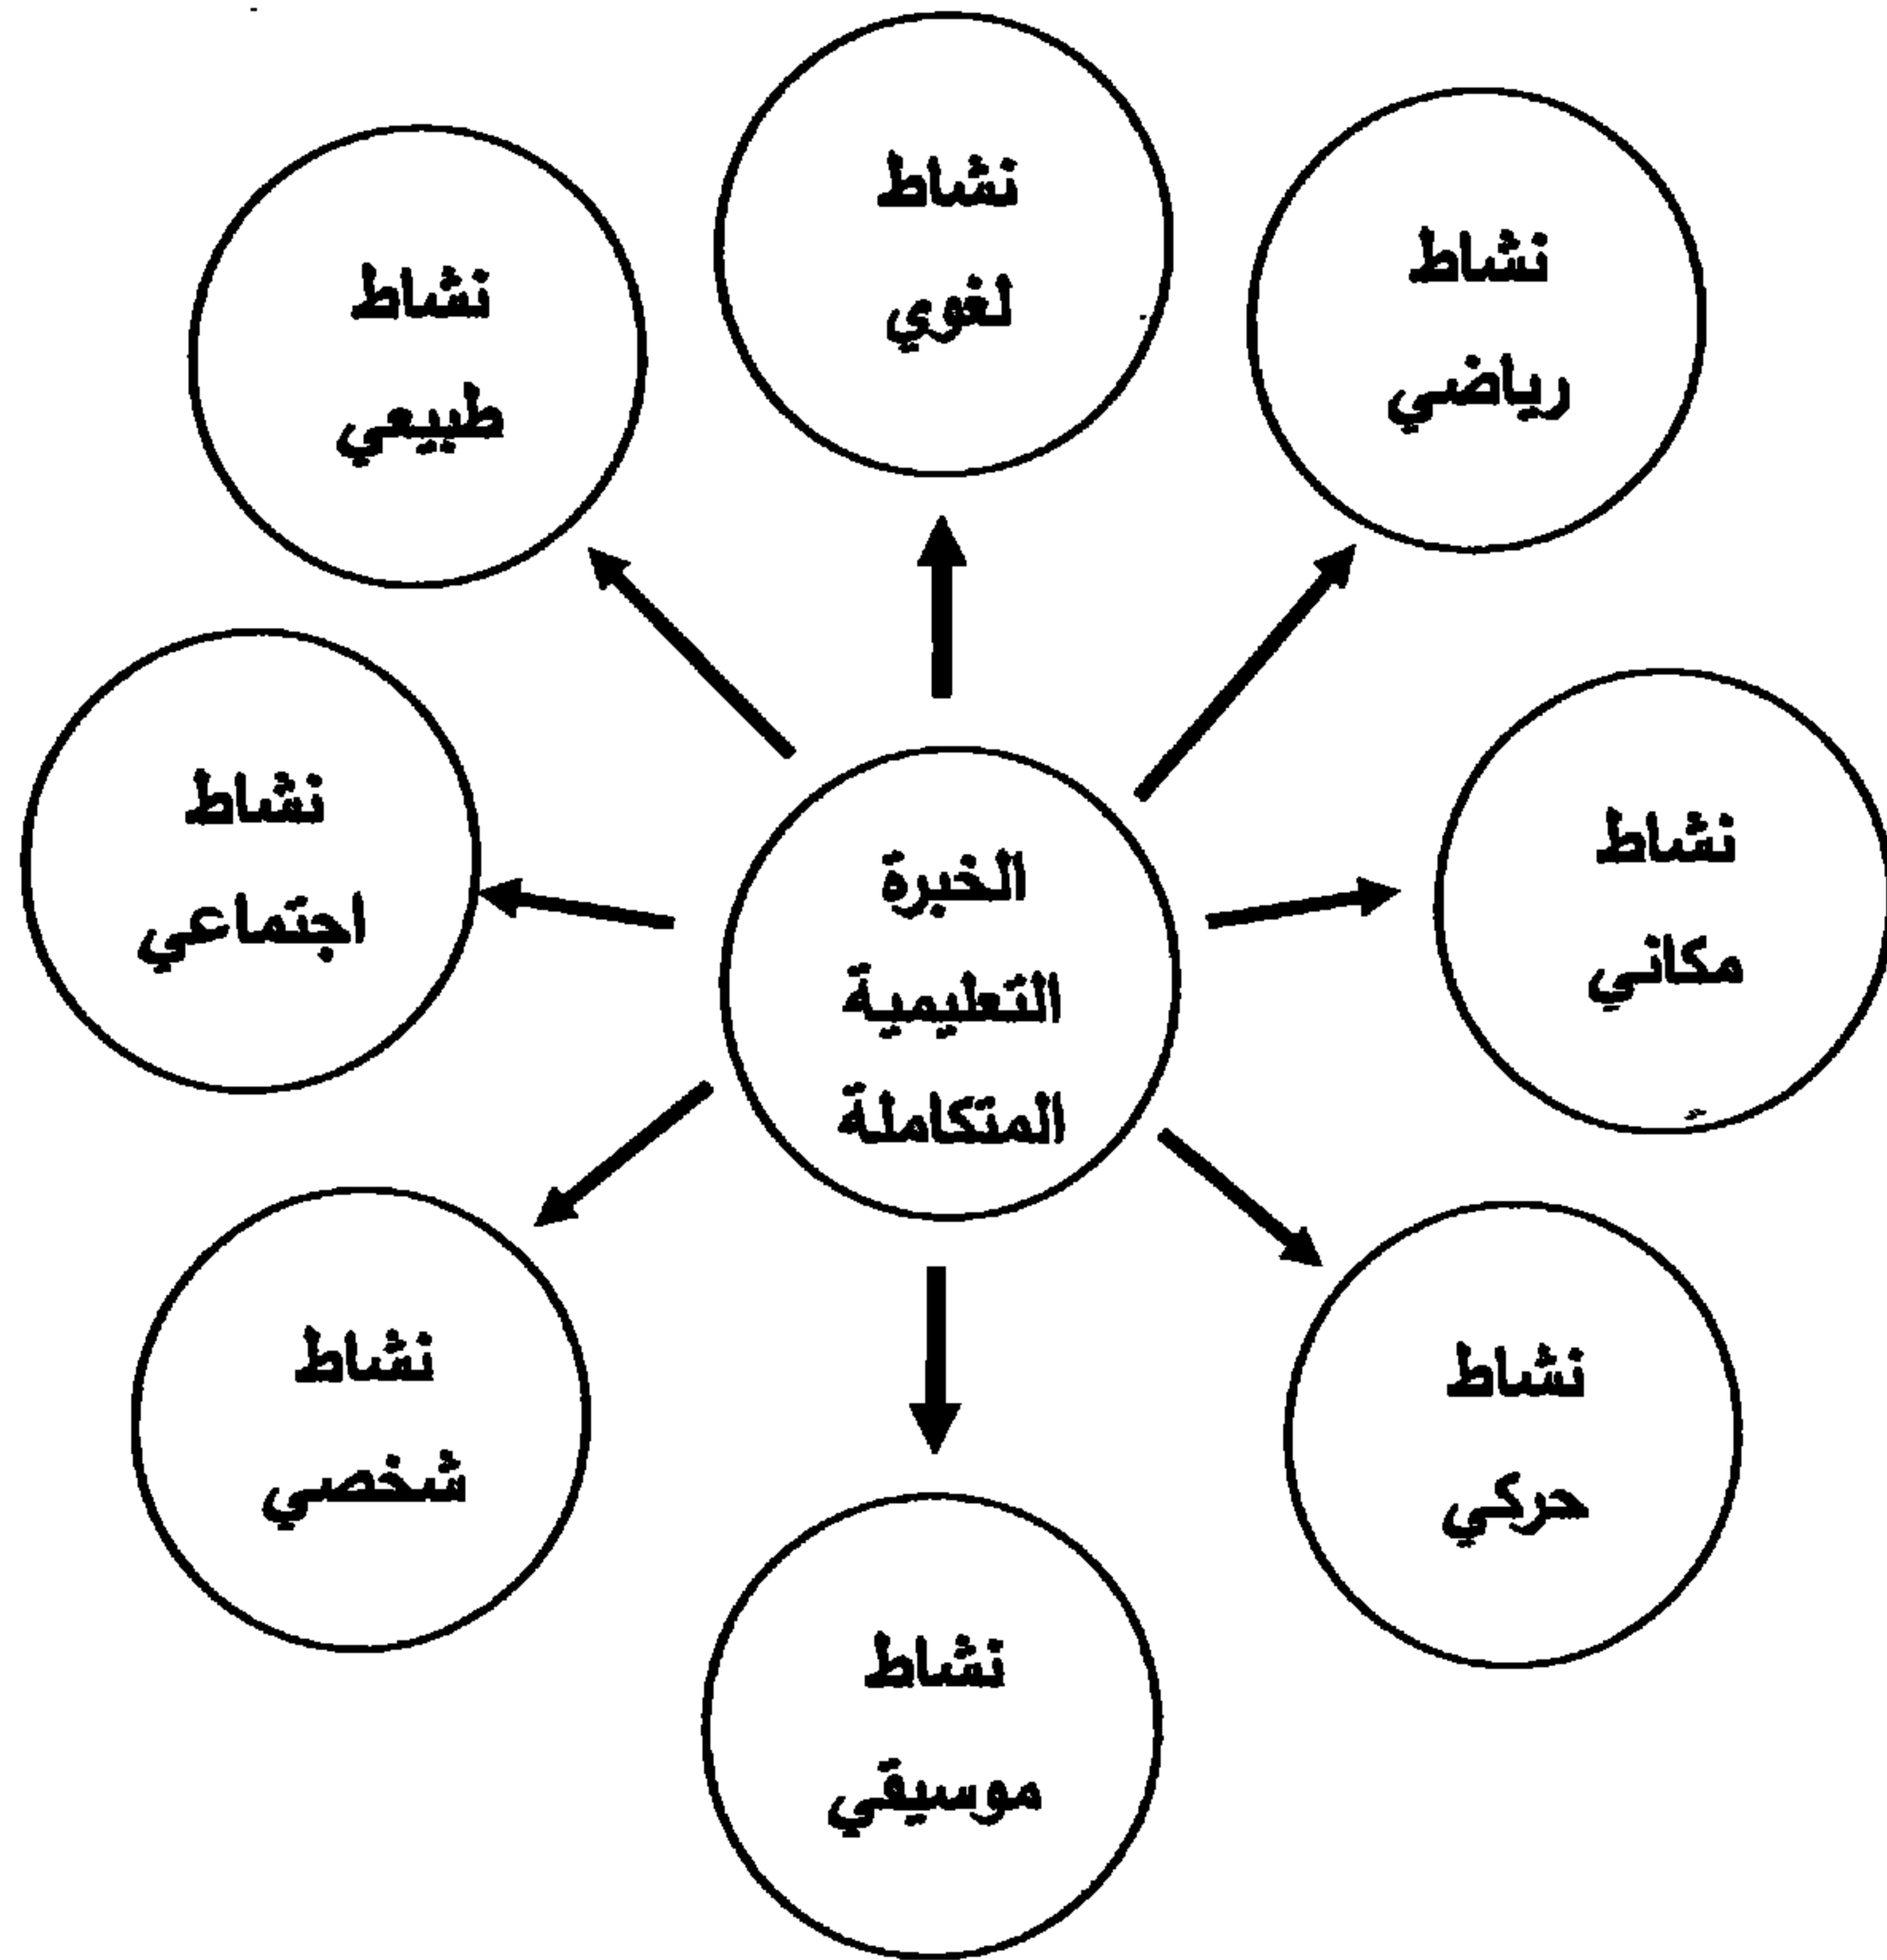 نشاط
لغوي
نشاط
رياضي
نشاط
طبيعي
نشاط
مكاني
الخبرة
التعليمية
المتكاملة
نشاط
اجتماعي
نشاط
حركي
نشاط
شخصي
نشاط
موسيقي